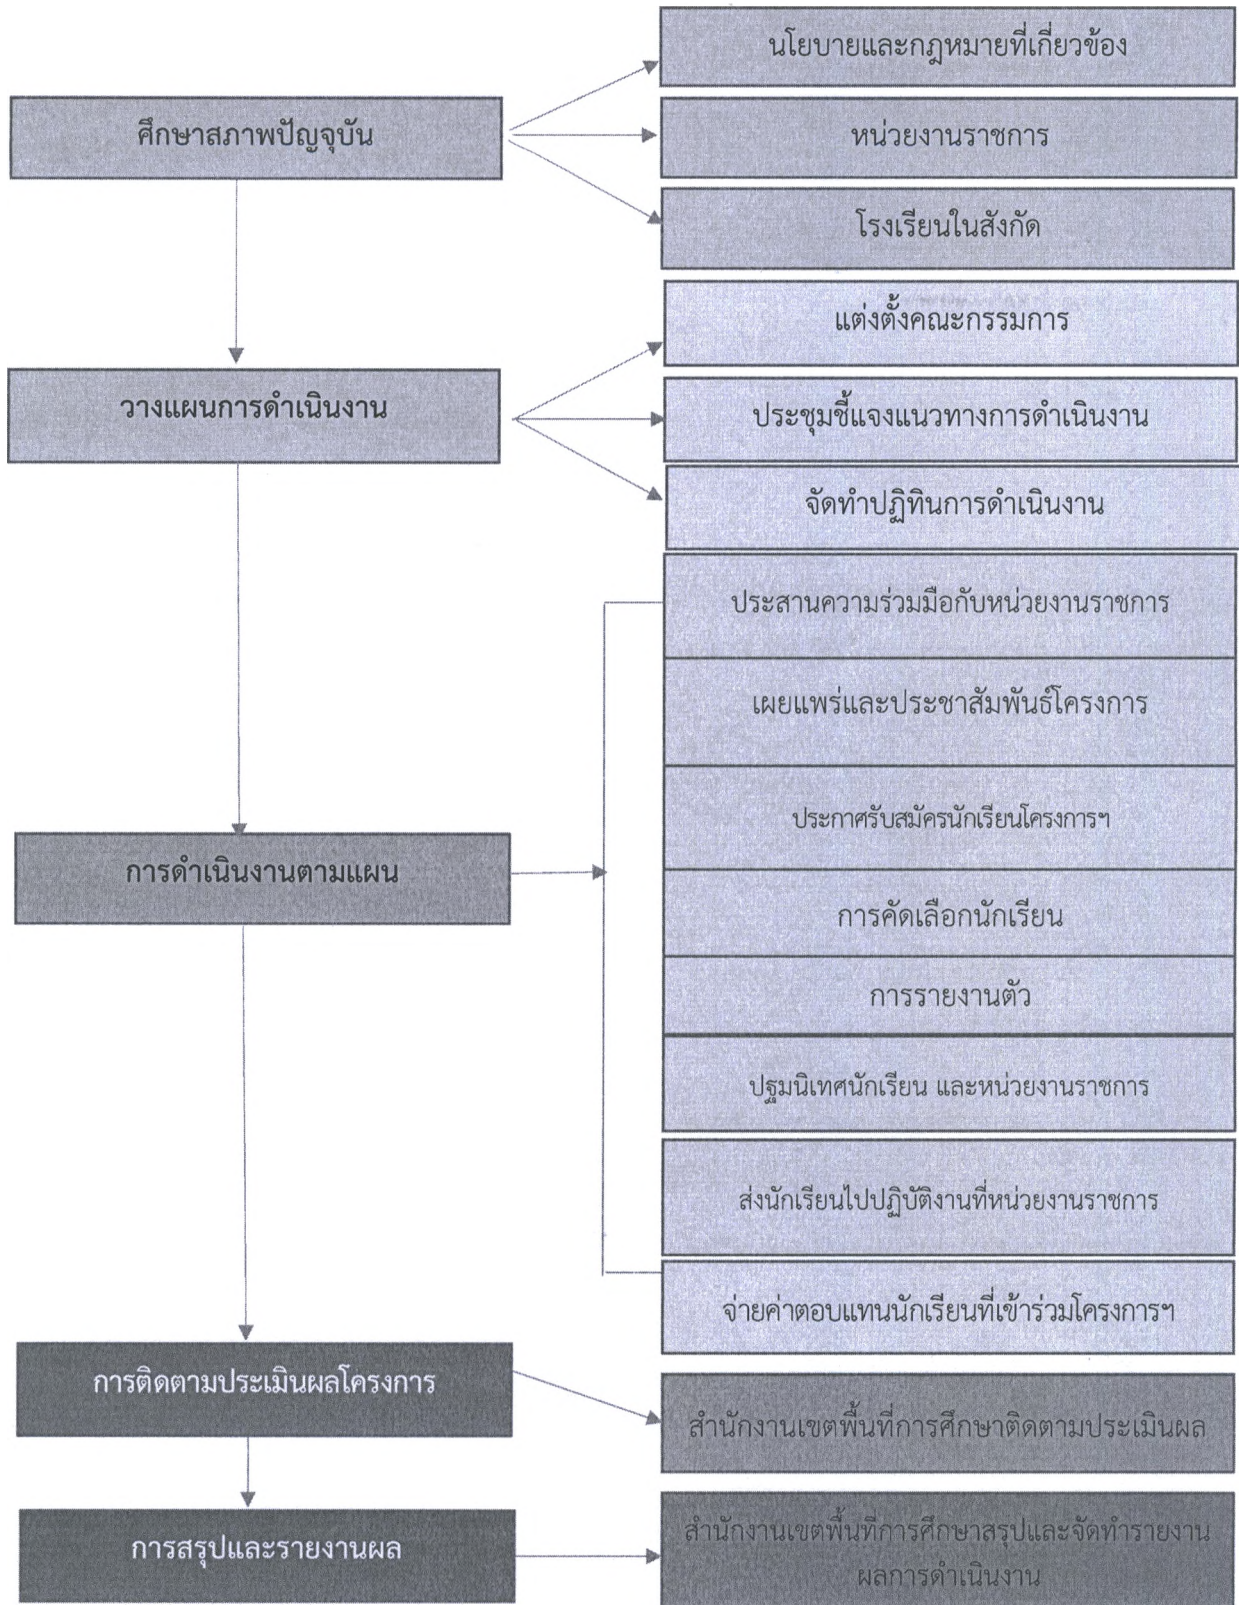 ศึกษาสภาพปัญจุบัน
นโยบายและกฎหมายที่เกี่ยวข้อง
หน่วยงานราชการ
โรงเรียนในสังกัด
วางแผนการดำเนินงาน
แต่งตั้งคณะกรรมการ
ประชุมชี้แจงแนวทางการดำเนินงาน
จัดทำปฏิทินการดำเนินงาน
การดำเนินงานตามแผน
ประสานความร่วมมือกับหน่วยงานราชการ
เผยแพร่และประชาสัมพันธ์โครงการ
ประกาศรับสมัครนักเรียนโครงการฯ
การคัดเลือกนักเรียน
การรายงานตัว
ปฐมนิเทศนักเรียน และหน่วยงานราชการ
ส่งนักเรียนไปปฏิบัติงานที่หน่วยงานราชการ
จ่ายค่าตอบแทนนักเรียนที่เข้าร่วมโครงการฯ
การติดตามประเมินผลโครงการ
สำนักงานเขตพื้นที่การศึกษาติดตามประเมินผล
การสรุปและรายงานผล
สำนักงานเขตพื้นที่การศึกษาสรุปและจัดทำรายงาน
ผลการดำเนินงาน